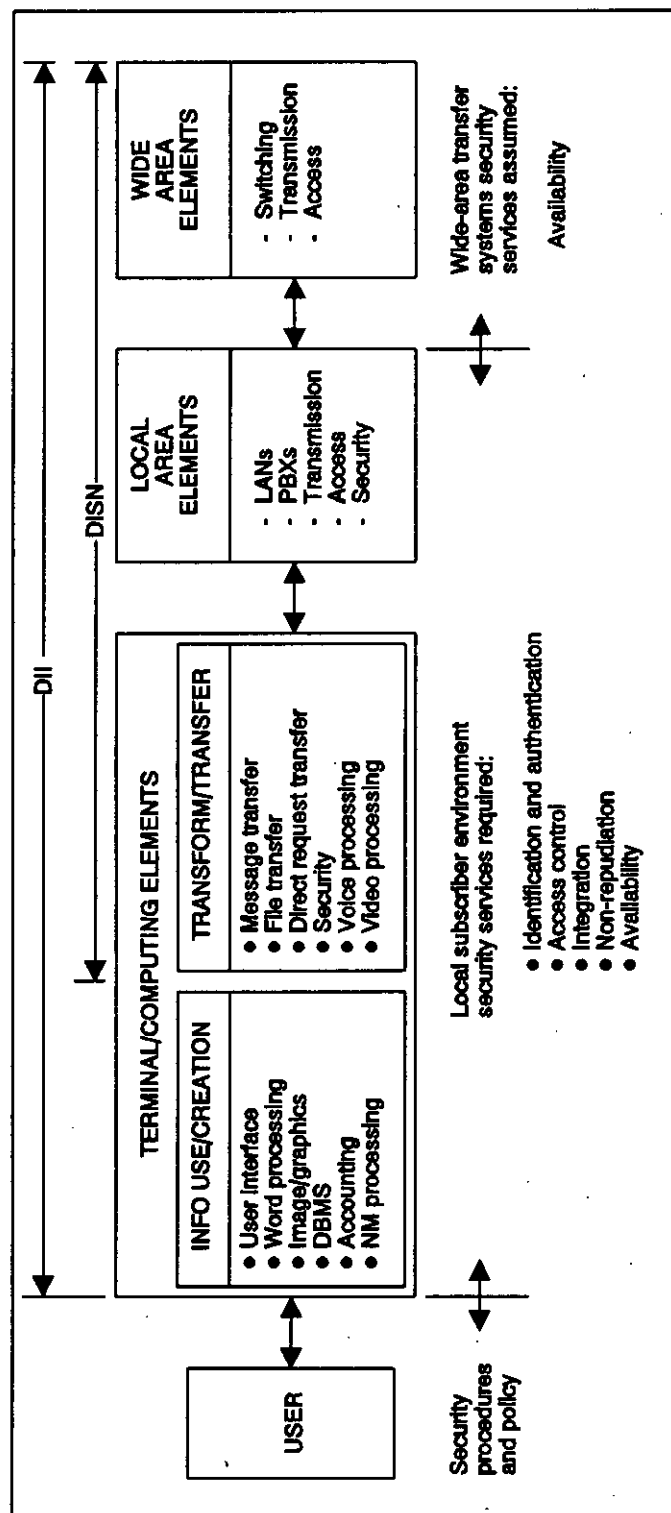 DII
DISN
USER
TERMINAL/COMPUTING ELEMENTS
INFO USE/CREATION
● User interface
● Word processing
● Image/graphics
● DBMS
● Accounting
● NM processing
TRANSFORM/TRANSFER
● Message transfer
● File transfer
● Direct request transfer
● Security
● Voice processing
● Video processing
LOCAL
AREA
ELEMENTS
- LANs
- PBXs
- Transmission
- Access
- Security
WIDE
AREA
ELEMENTS
- Switching
- Transmission
- Access
Security
procedures
and policy
Local subscriber environment
security services required:
● Identification and authentication
● Access control
● Integration
● Non-repudiation
● Availability
Wide-area transfer
systems security
services assumed:
Availability